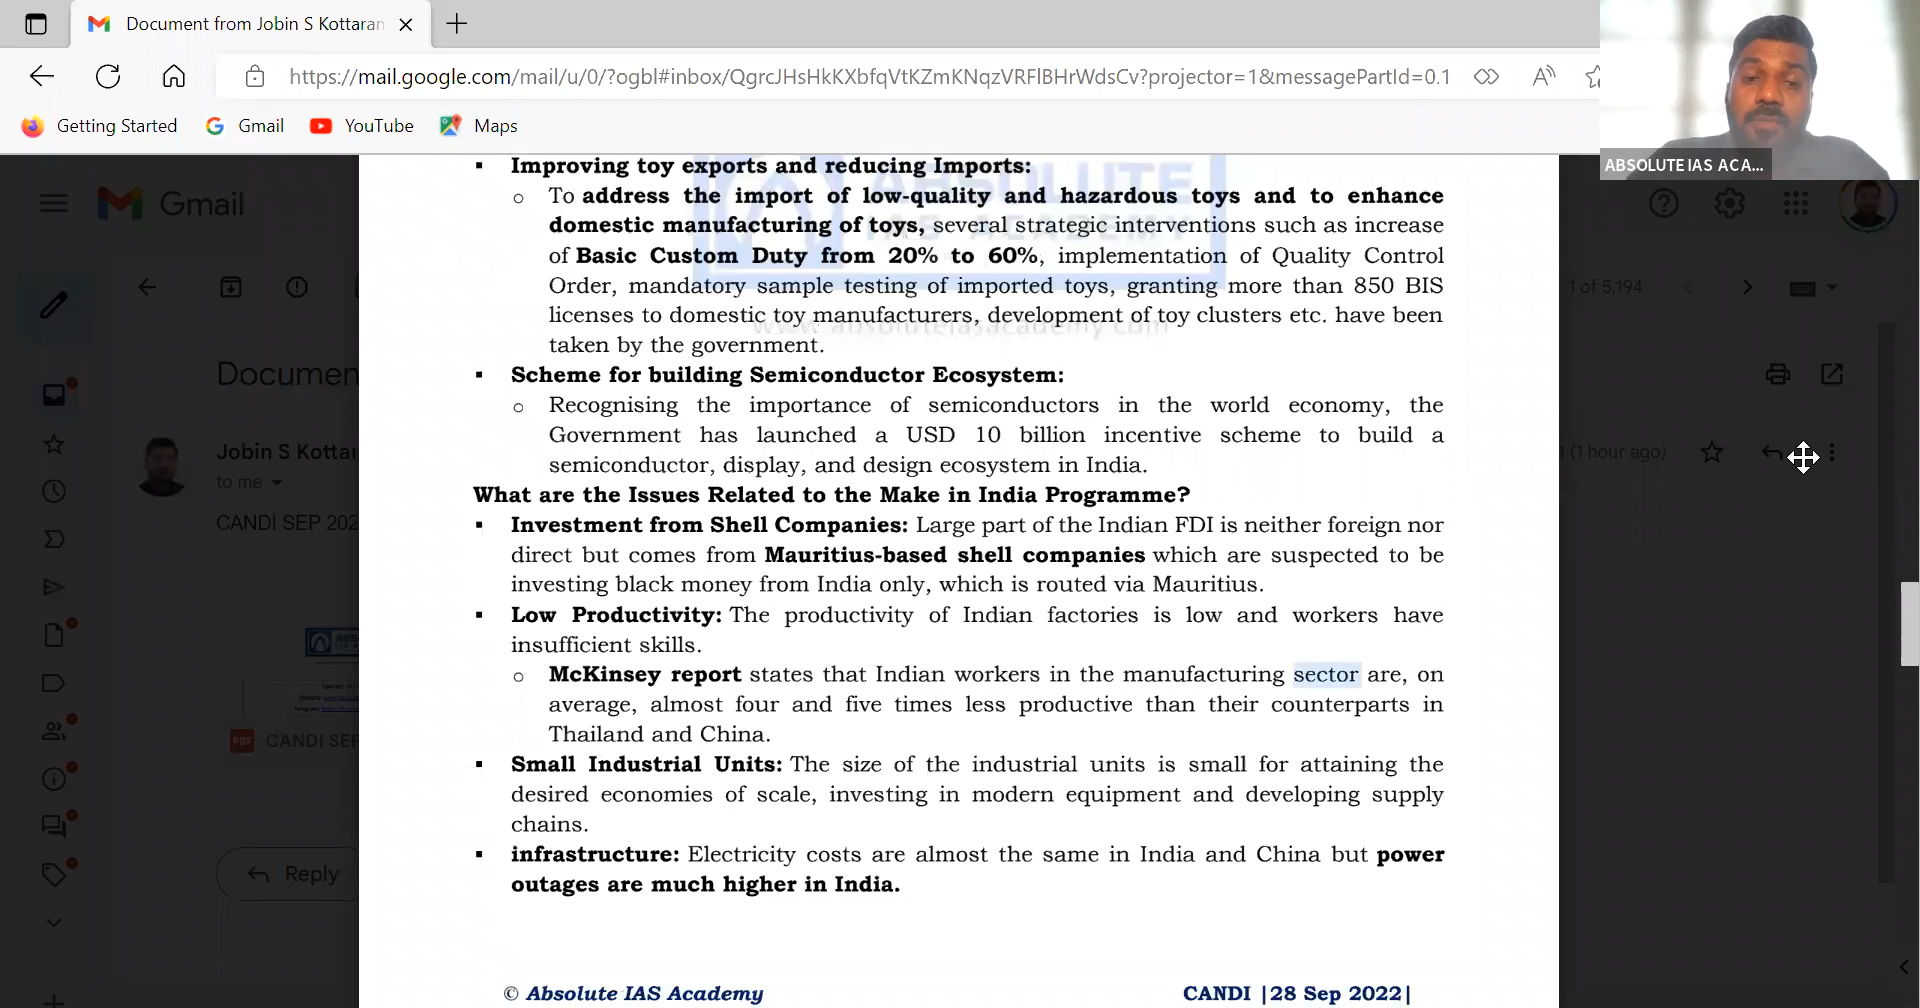 Document from Jobin S Kottaran
https://mail.google.com/mail/u/0/?ogbl#inbox/QgrcJHsHkKXbfqVtKZmKNqzVRFlBHrWdsCv?projector=1&messagePartId=0.1
Getting Started
Gmail
YouTube
Maps
ABSOLUTE IAS ACA...
Gmail
1 of 5,194
Documen
Jobin S Kottar
to me
(1 hour ago)
CANDI SEP 202
CANDI SEP
Reply
ABSOLUTE
IAS ACADEMY
www.absoluteiasacademy.com
▪ Improving toy exports and reducing Imports:
o To address the import of low-quality and hazardous toys and to enhance
domestic manufacturing of toys, several strategic interventions such as increase
of Basic Custom Duty from 20% to 60%, implementation of Quality Control
Order, mandatory sample testing of imported toys, granting more than 850 BIS
licenses to domestic toy manufacturers, development of toy clusters etc. have been
taken by the government.
▪ Scheme for building Semiconductor Ecosystem:
o Recognising the importance of semiconductors in the world economy, the
Government has launched a USD 10 billion incentive scheme to build a
semiconductor, display, and design ecosystem in India.
What are the Issues Related to the Make in India Programme?
▪ Investment from Shell Companies: Large part of the Indian FDI is neither foreign nor
direct but comes from Mauritius-based shell companies which are suspected to be
investing black money from India only, which is routed via Mauritius.
▪ Low Productivity: The productivity of Indian factories is low and workers have
insufficient skills.
o McKinsey report states that Indian workers in the manufacturing sector are, on
average, almost four and five times less productive than their counterparts in
Thailand and China.
▪ Small Industrial Units: The size of the industrial units is small for attaining the
desired economies of scale, investing in modern equipment and developing supply
chains.
▪ infrastructure: Electricity costs are almost the same in India and China but power
outages are much higher in India.
© Absolute IAS Academy
CANDI |28 Sep 2022|